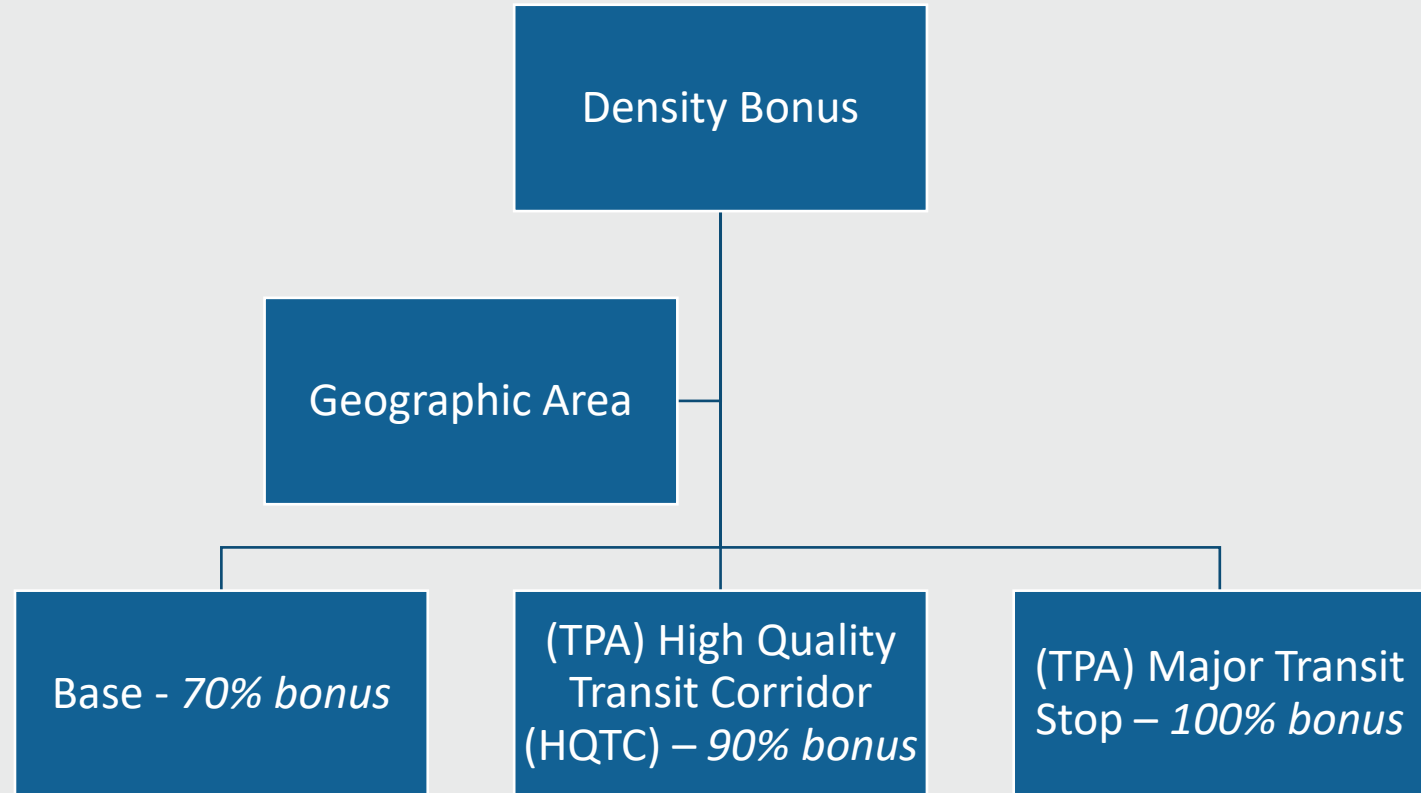 Density Bonus
Geographic Area
Base - 70% bonus
(TPA) High Quality
Transit Corridor
(HQTC) – 90% bonus
(TPA) Major Transit
Stop – 100% bonus